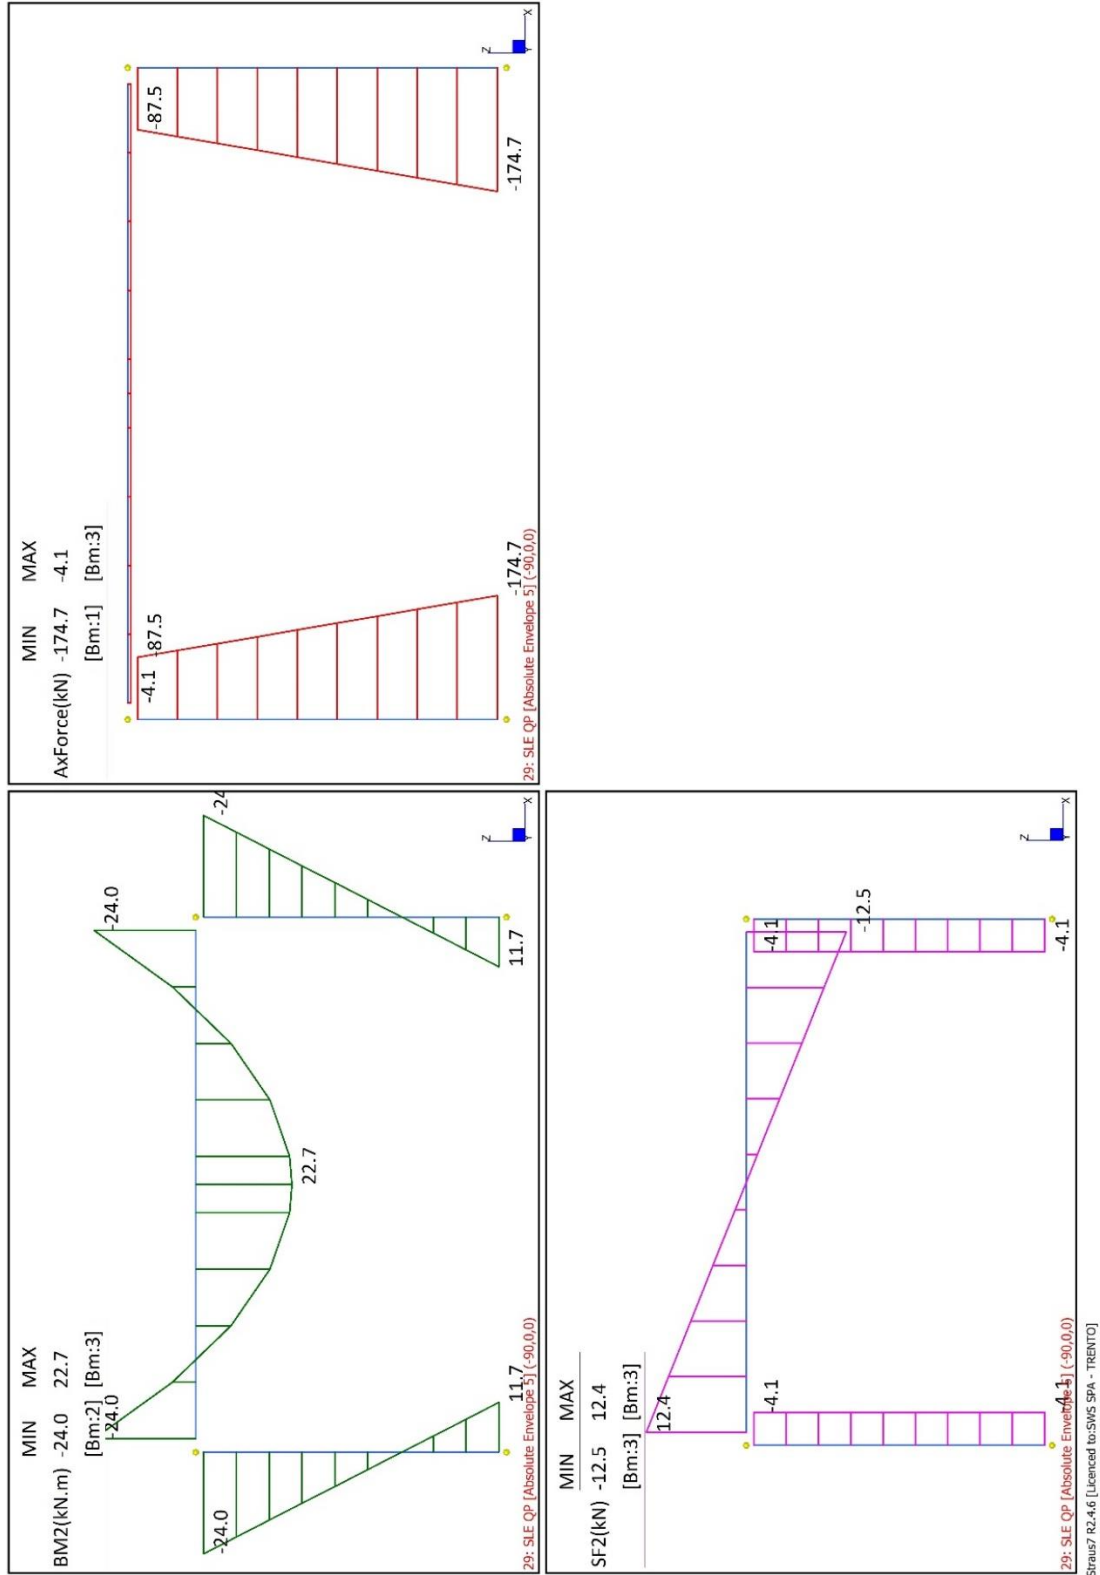 MIN MAX
BM2(kN.m) -24.0 22.7
[Bm:2] [Bm:3]
-24.0
-24.0
-24.0
-24
22.7
11.7
11.7
29: SLE QP [Absolute Envelope 5] (-90,0,0)
Z
X
MIN MAX
AxForce(kN) -174.7 -4.1
[Bm:1] [Bm:3]
-4.1
-87.5
-87.5
-174.7
-174.7
29: SLE QP [Absolute Envelope 5] (-90,0,0)
Z
X
MIN MAX
SF2(kN) -12.5 12.4
[Bm:3] [Bm:3]
12.4
-4.1
-4.1
-12.5
-4.1
-4.1
29: SLE QP [Absolute Envelope 5] (-90,0,0)
Z
X
Straus7 R2.4.6 [Licenced to:SWS SPA - TRENTO]